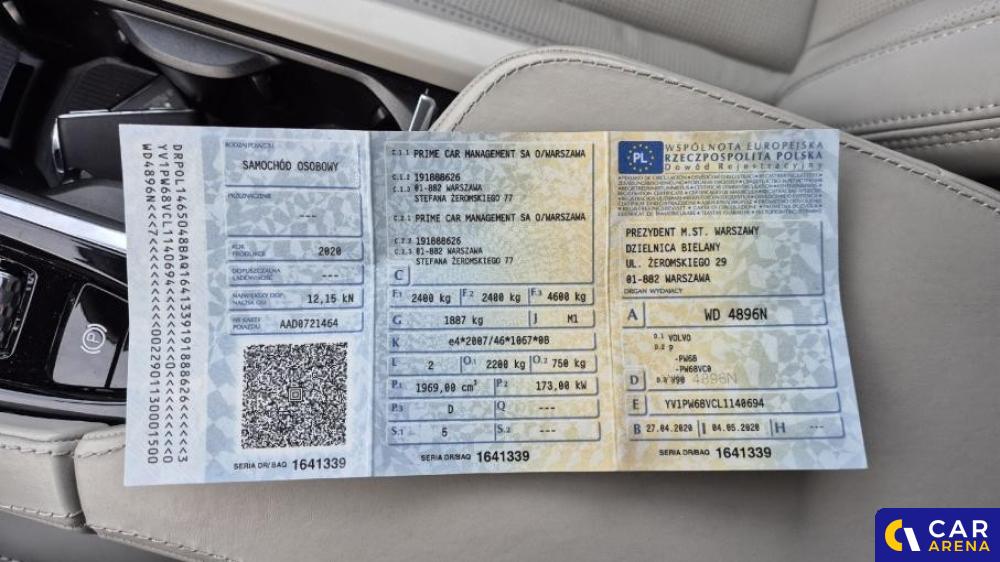 DRPOL1465048BBAQ1641339191888626<<<<<<3
YV1PW68VCL1140694<<<<<<<0<<<<<<<<<<<
WD4896N<<7<<<<<<<<<0022901130001500
RODZAJ POJAZDU
SAMOCHÓD OSOBOWY
PRZEZNACZENIE
---
ROK PRODUKCJI 2020
DOPUSZCZALNA ŁADOWNOŚĆ ---
NAJWIĘKSZY DOP. NACISK OSI 12,15 kN
NR KARTY POJAZDU AAD0721464
SERIA DR/BAQ 1641339
C.1.1 PRIME CAR MANAGEMENT SA O/WARSZAWA
C.1.2 191888626
C.1.3 01-882 WARSZAWA
STEFANA ŻEROMSKIEGO 77
C.2.1 PRIME CAR MANAGEMENT SA O/WARSZAWA
C.2.2 191888626
C.2.3 01-882 WARSZAWA
STEFANA ŻEROMSKIEGO 77
C
F.1 2400 kg F.2 2400 kg F.3 4600 kg
G 1887 kg J M1
K e4*2007/46*1067*08
L 2 O.1 2200 kg O.2 750 kg
P.1 1969,00 cm³ P.2 173,00 kW
P.3 D Q ---
S.1 5 S.2 ---
SERIA DR/BAQ 1641339
PL
WSPÓLNOTA EUROPEJSKA
RZECZPOSPOLITA POLSKA
Dowód Rejestracyjny
PREZYDENT M.ST. WARSZAWY
DZIELNICA BIELANY
UL. ŻEROMSKIEGO 29
01-882 WARSZAWA
ORGAN WYDAJĄCY
A WD 4896N
D.1 VOLVO
D.2 P
-PW68
-PW68VC0
D D.3 V90 4896N
E YV1PW68VCL1140694
B 27.04.2020 I 04.05.2020 H ---
SERIA DR/BAQ 1641339
CAR
ARENA